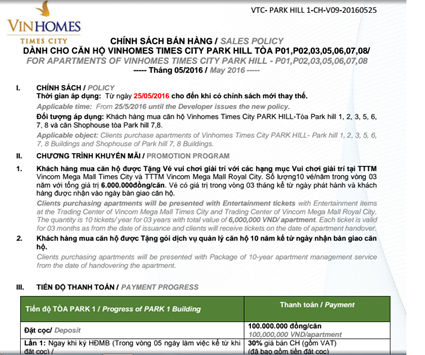 VTC- PARK HILL 1-CH-V09-20160525
VINHOMES
TIMES CITY
CHÍNH SÁCH BÁN HÀNG / SALES POLICY
DÀNH CHO CĂN HỘ VINHOMES TIMES CITY PARK HILL TÒA P01,P02,03,05,06,07,08/
FOR APARTMENTS OF VINHOMES TIMES CITY PARK HILL - P01,P02,03,05,06,07,08
----- Tháng 05/2016 / May 2016 -----
I. CHÍNH SÁCH / POLICY
Thời gian áp dụng: Từ ngày 25/05/2016 cho đến khi có chính sách mới thay thế.
Applicable time: From 25/5/2016 until the Developer issues the new policy.
Đối tượng áp dụng: Khách hàng mua căn hộ Vinhomes Times City PARK HILL-Tòa Park hill 1, 2, 3, 5, 6,
7, 8 và căn Shophouse tòa Park hill 7,8.
Applicable object: Clients purchase apartments of Vinhomes Times City PARK HILL- Park hill 1, 2, 3, 5, 6,
7, 8 Buildings and Shophouse of Park hill 7, 8 Buildings.
II. CHƯƠNG TRÌNH KHUYẾN MÃI / PROMOTION PROGRAM
1. Khách hàng mua căn hộ được Tặng Vé vui chơi giải trí với các hạng mục Vui chơi giải trí tại TTTM
Vincom Mega Mall Times City và TTTM Vincom Mega Mall Royal City. Số lượng10 vé/năm trong vòng 03
năm với tổng giá trị 6.000.000đồng/căn. Vé có giá trị trong vòng 03 tháng kể từ ngày phát hành và khách
hàng được nhận vào ngày bàn giao căn hộ.
Clients purchasing apartments will be presented with Entertainment tickets with Entertainment items
at the Trading Center of Vincom Mega Mall Times City and Trading Center of Vincom Mega Mall Royal City.
The quantity is 10 tickets/ year for 03 years with total value of 6,000,000 VND/ apartment. Each ticket is valid
for 03 months as from the date of issuance and clients will receive tickets on the date of apartment handover.
2. Khách hàng mua căn hộ được Tặng gói dịch vụ quản lý căn hộ 10 năm kể từ ngày nhận bàn giao căn
hộ.
Clients purchasing apartments will be presented with Package of 10-year apartment management service
from the date of handovering the apartment.
III. TIẾN ĐỘ THANH TOÁN / PAYMENT PROGRESS
Tiến độ TÒA PARK 1 / Progress of PARK 1 Building
Thanh toán / Payment
Đặt cọc/ Deposit
100.000.000 đồng/căn
100,000,000 VND/apartment
Lần 1: Ngay khi ký HĐMB (Trong vòng 05 ngày làm việc kể từ khi
đặt cọc) /
30% giá bán CH (gồm VAT)
(đã bao gồm tiền đặt cọc)